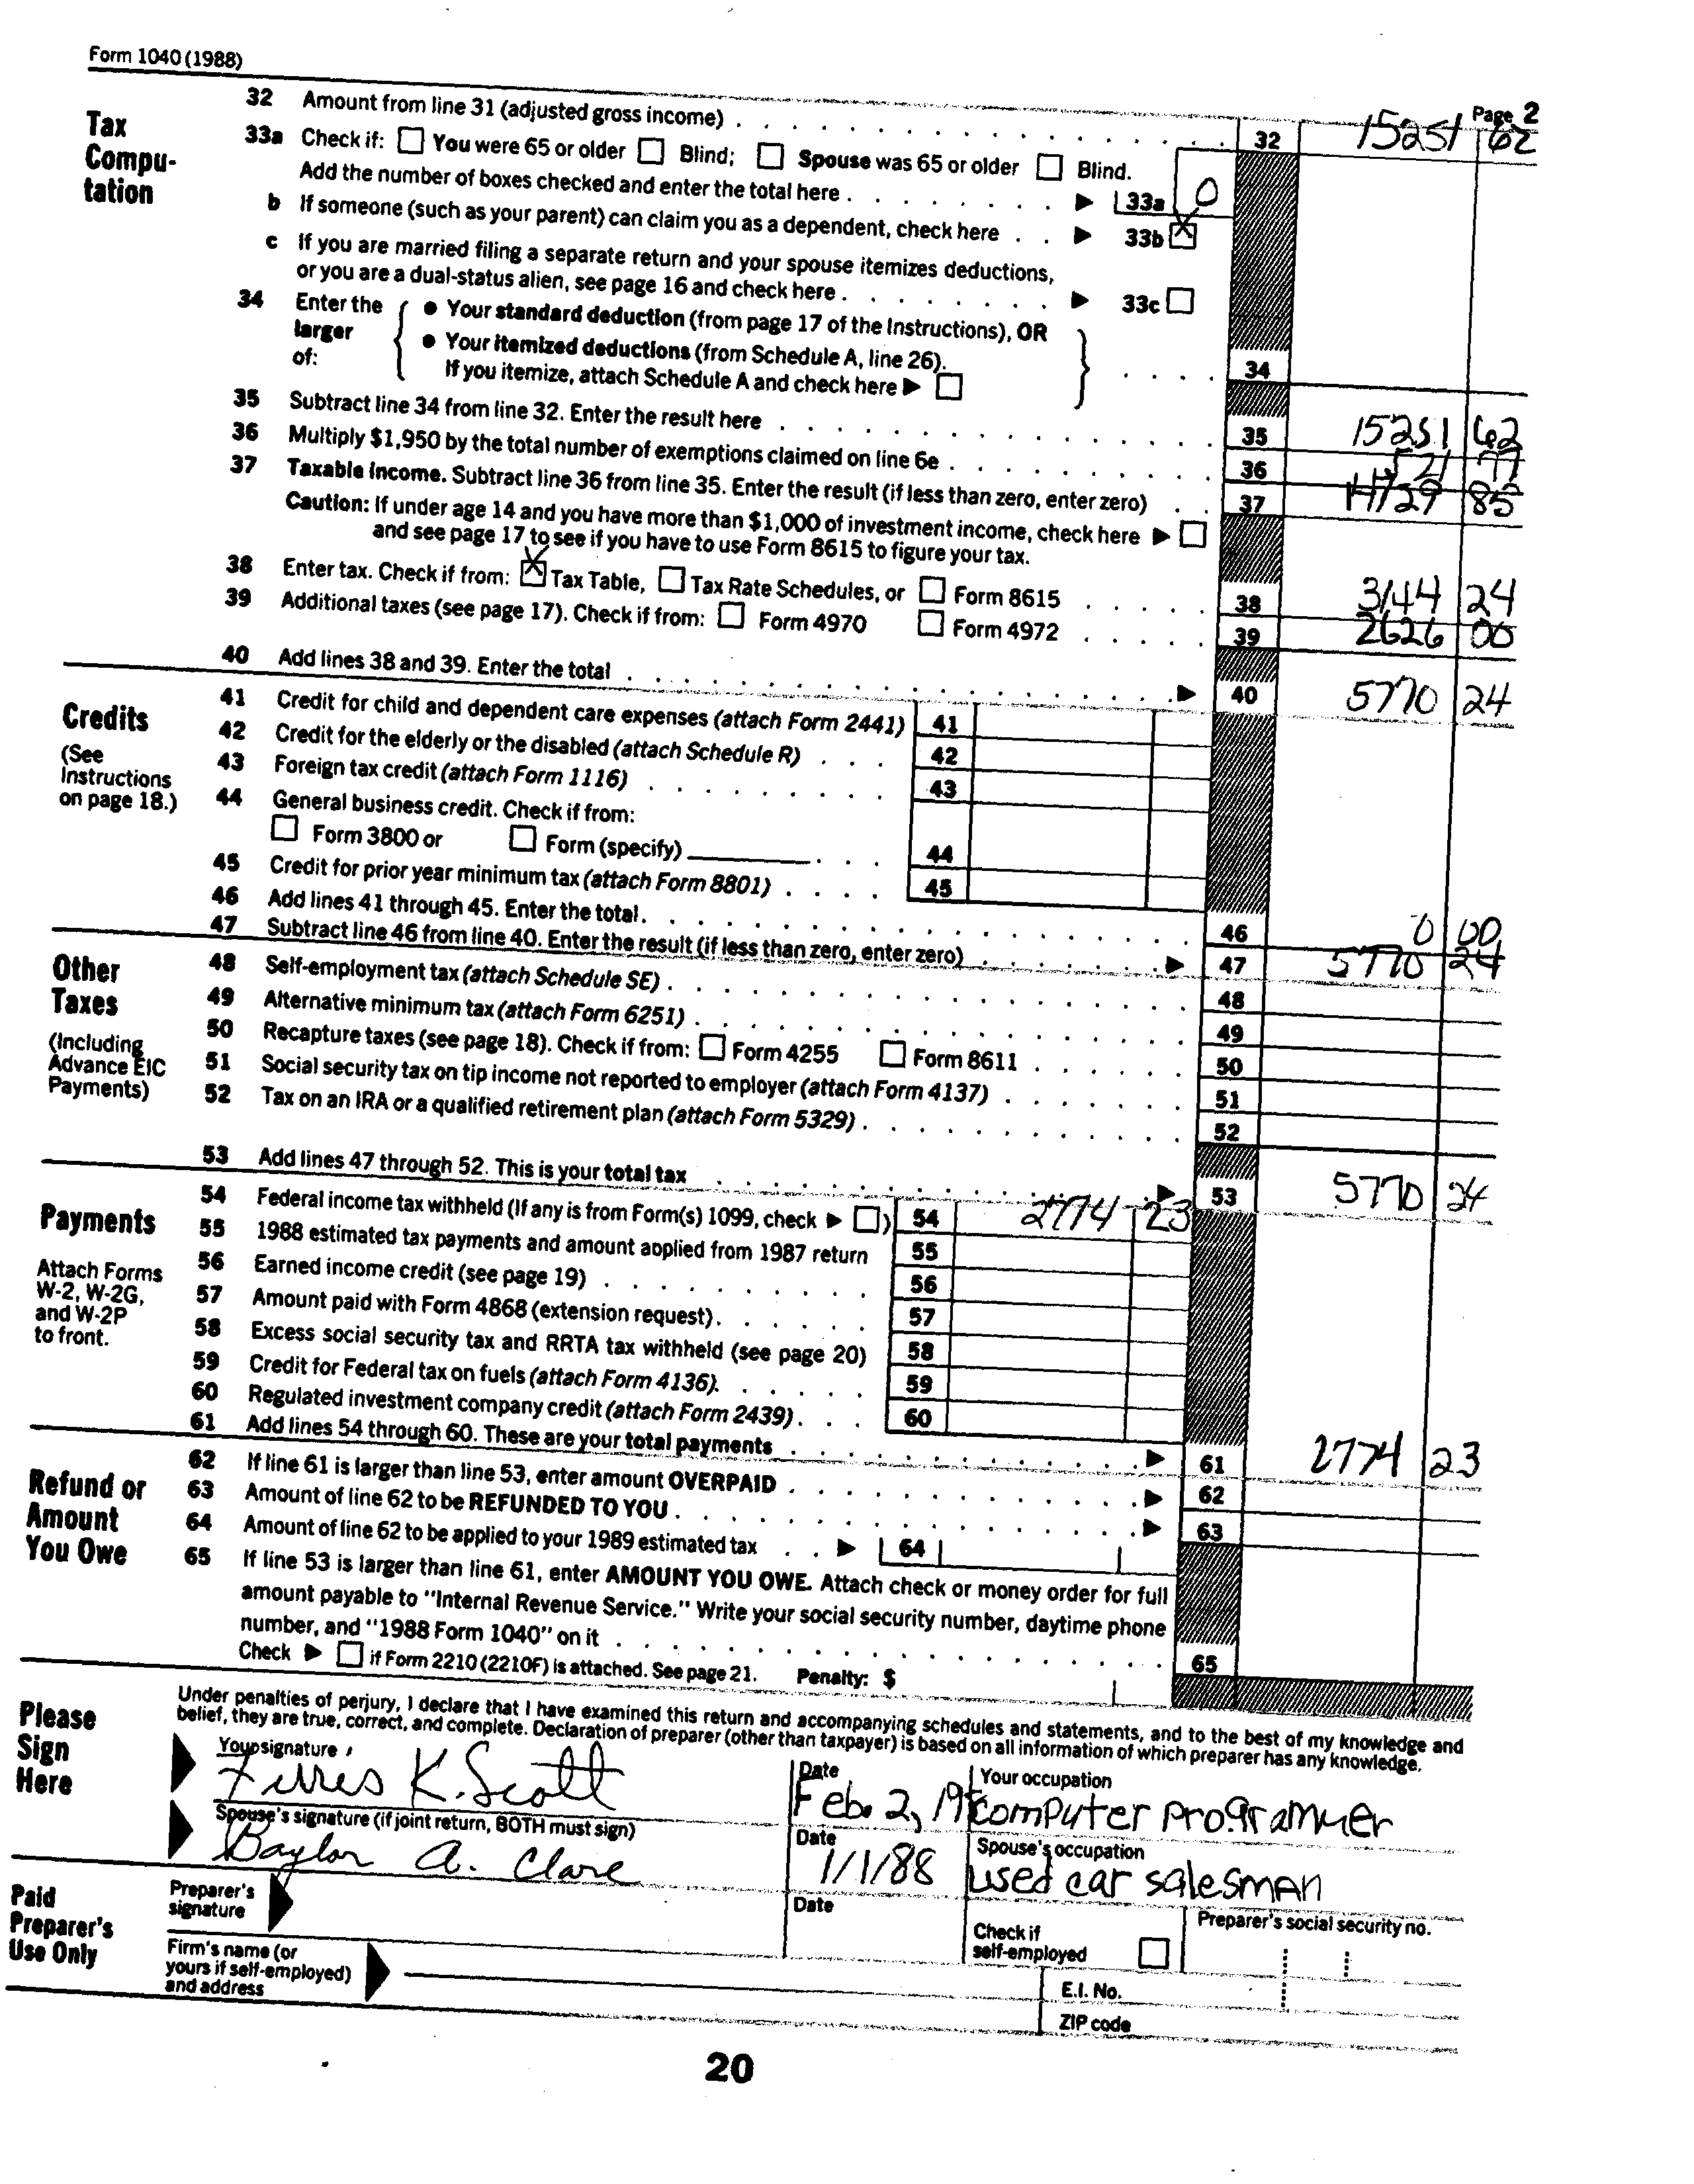 Form 1040 (1988)
Page 2
Tax Compu-tation
32 Amount from line 31 (adjusted gross income) 32 15251 62
33a Check if: You were 65 or older Blind; Spouse was 65 or older Blind.
Add the number of boxes checked and enter the total here 33a 0
b If someone (such as your parent) can claim you as a dependent, check here 33b X
c If you are married filing a separate return and your spouse itemizes deductions,
or you are a dual-status alien, see page 16 and check here 33c
34 Enter the larger of:
• Your standard deduction (from page 17 of the Instructions), OR
• Your itemized deductions (from Schedule A, line 26).
If you itemize, attach Schedule A and check here 34
35 Subtract line 34 from line 32. Enter the result here 35 15251 62
36 Multiply $1,950 by the total number of exemptions claimed on line 6e 36 521 77
37 Taxable income. Subtract line 36 from line 35. Enter the result (if less than zero, enter zero) 37 14729 85
Caution: If under age 14 and you have more than $1,000 of investment income, check here
and see page 17 to see if you have to use Form 8615 to figure your tax.
38 Enter tax. Check if from: X Tax Table, Tax Rate Schedules, or Form 8615 38 3144 24
39 Additional taxes (see page 17). Check if from: Form 4970 Form 4972 39 2626 00
40 Add lines 38 and 39. Enter the total 40 5770 24
Credits
(See Instructions on page 18.)
41 Credit for child and dependent care expenses (attach Form 2441) 41
42 Credit for the elderly or the disabled (attach Schedule R) 42
43 Foreign tax credit (attach Form 1116) 43
44 General business credit. Check if from:
Form 3800 or Form (specify) 44
45 Credit for prior year minimum tax (attach Form 8801) 45
46 Add lines 41 through 45. Enter the total. 46 0 00
47 Subtract line 46 from line 40. Enter the result (if less than zero, enter zero) 47 5770 24
Other Taxes
(Including Advance EIC Payments)
48 Self-employment tax (attach Schedule SE) 48
49 Alternative minimum tax (attach Form 6251) 49
50 Recapture taxes (see page 18). Check if from: Form 4255 Form 8611 50
51 Social security tax on tip income not reported to employer (attach Form 4137) 51
52 Tax on an IRA or a qualified retirement plan (attach Form 5329) 52
53 Add lines 47 through 52. This is your total tax 53 5770 24
Payments
Attach Forms W-2, W-2G, and W-2P to front.
54 Federal income tax withheld (If any is from Form(s) 1099, check ) 54 2774 23
55 1988 estimated tax payments and amount applied from 1987 return 55
56 Earned income credit (see page 19) 56
57 Amount paid with Form 4868 (extension request) 57
58 Excess social security tax and RRTA tax withheld (see page 20) 58
59 Credit for Federal tax on fuels (attach Form 4136) 59
60 Regulated investment company credit (attach Form 2439) 60
61 Add lines 54 through 60. These are your total payments 61 2774 23
Refund or Amount You Owe
62 If line 61 is larger than line 53, enter amount OVERPAID 62
63 Amount of line 62 to be REFUNDED TO YOU 63
64 Amount of line 62 to be applied to your 1989 estimated tax 64
65 If line 53 is larger than line 61, enter AMOUNT YOU OWE. Attach check or money order for full
amount payable to "Internal Revenue Service." Write your social security number, daytime phone
number, and "1988 Form 1040" on it 65
Check if Form 2210 (2210F) is attached. See page 21. Penalty: $
Please Sign Here
Under penalties of perjury, I declare that I have examined this return and accompanying schedules and statements, and to the best of my knowledge and
belief, they are true, correct, and complete. Declaration of preparer (other than taxpayer) is based on all information of which preparer has any knowledge.
Your signature Date Your occupation
Ferres K. Scott Feb. 2, computer programmer
Spouse's signature (if joint return, BOTH must sign) Date Spouse's occupation
Baylor A. Clare 1/1/88 used car salesman
Paid Preparer's Use Only
Preparer's signature Date Check if self-employed Preparer's social security no.
Firm's name (or yours if self-employed) and address
E.I. No.
ZIP code
20